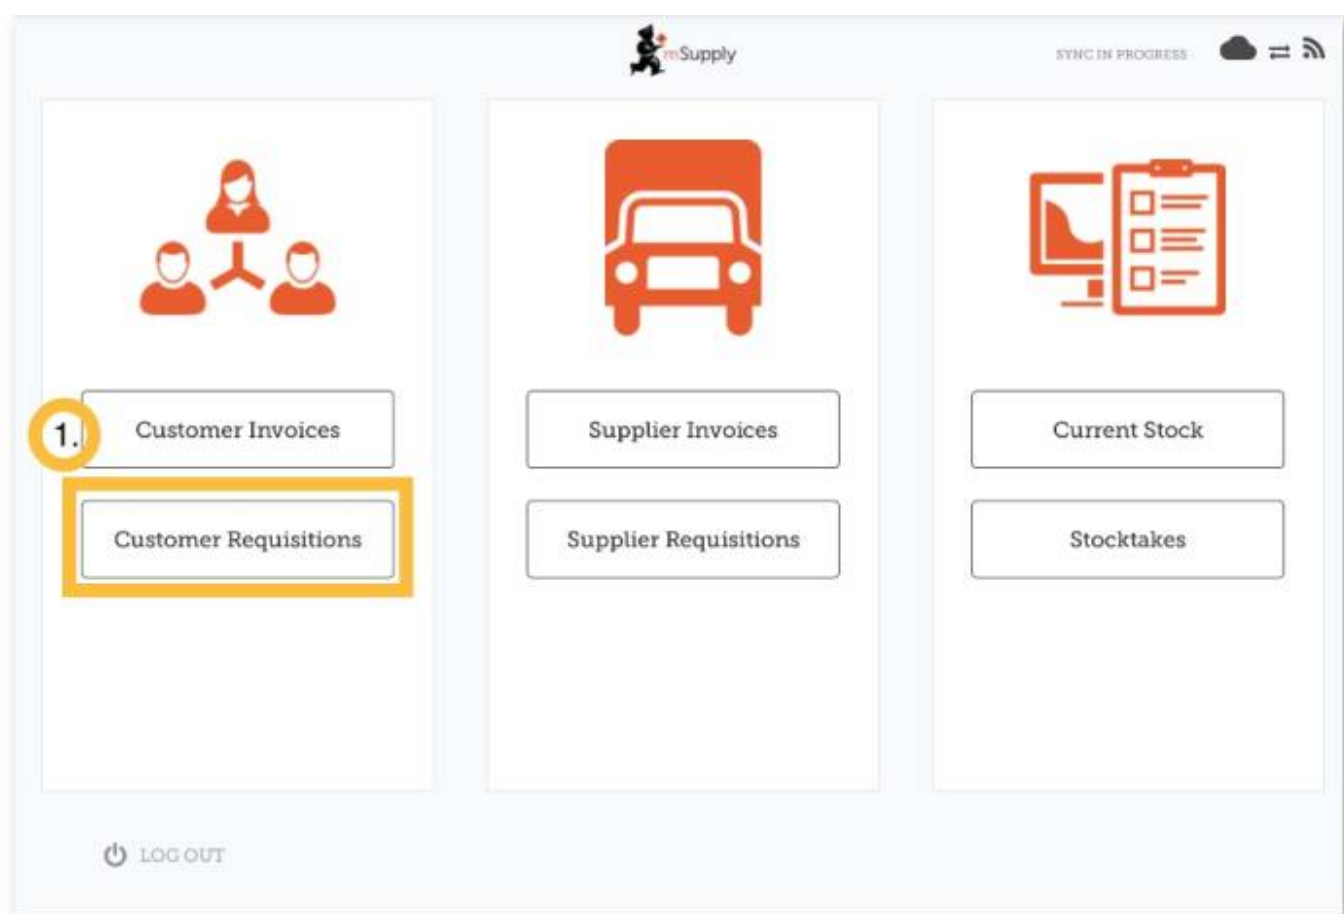 mSupply
SYNC IN PROGRESS
1.
Customer Invoices
Customer Requisitions
Supplier Invoices
Supplier Requisitions
Current Stock
Stocktakes
LOG OUT